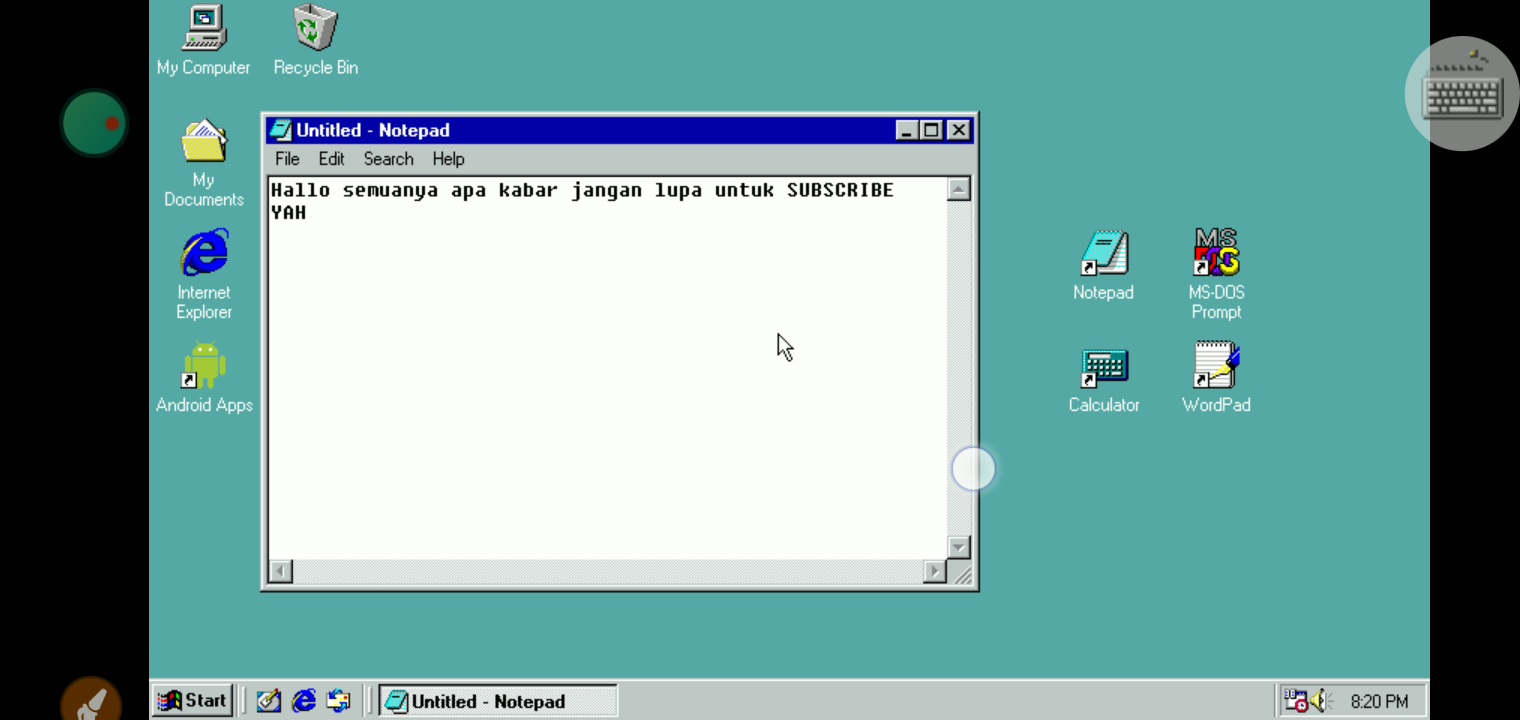 My Computer
Recycle Bin
My
Documents
Internet
Explorer
Android Apps
Untitled - Notepad
File Edit Search Help
Hallo semuanya apa kabar jangan lupa untuk SUBSCRIBE
YAH
Notepad
MS-DOS
Prompt
Calculator
WordPad
Start
Untitled - Notepad
8:20 PM